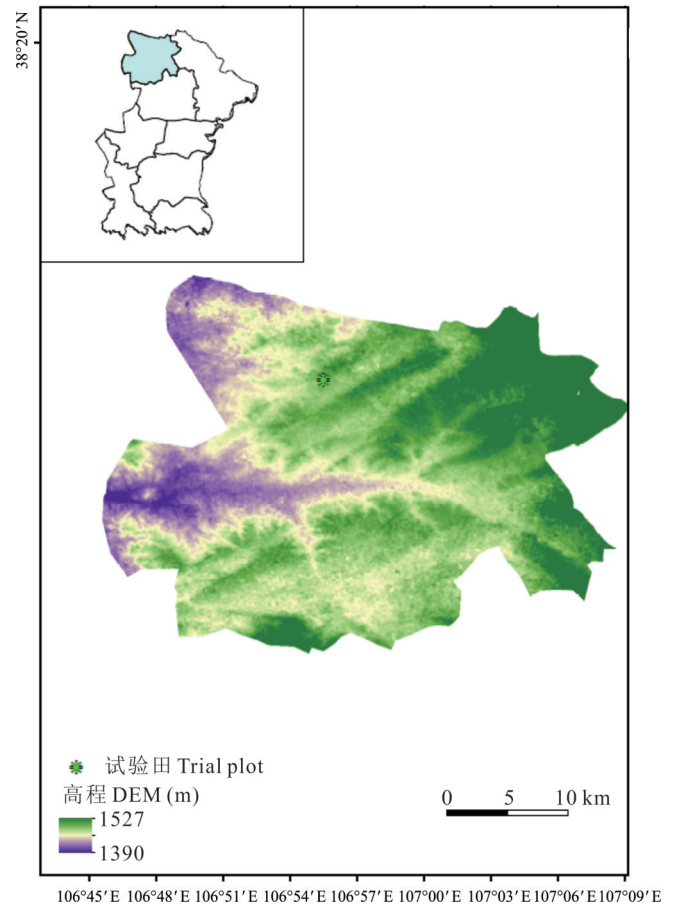 38°20′N
试验田 Trial plot
高程 DEM (m)
1527
1390
0 5 10 km
106°45′E 106°48′E 106°51′E 106°54′E 106°57′E 107°00′E 107°03′E 107°06′E 107°09′E